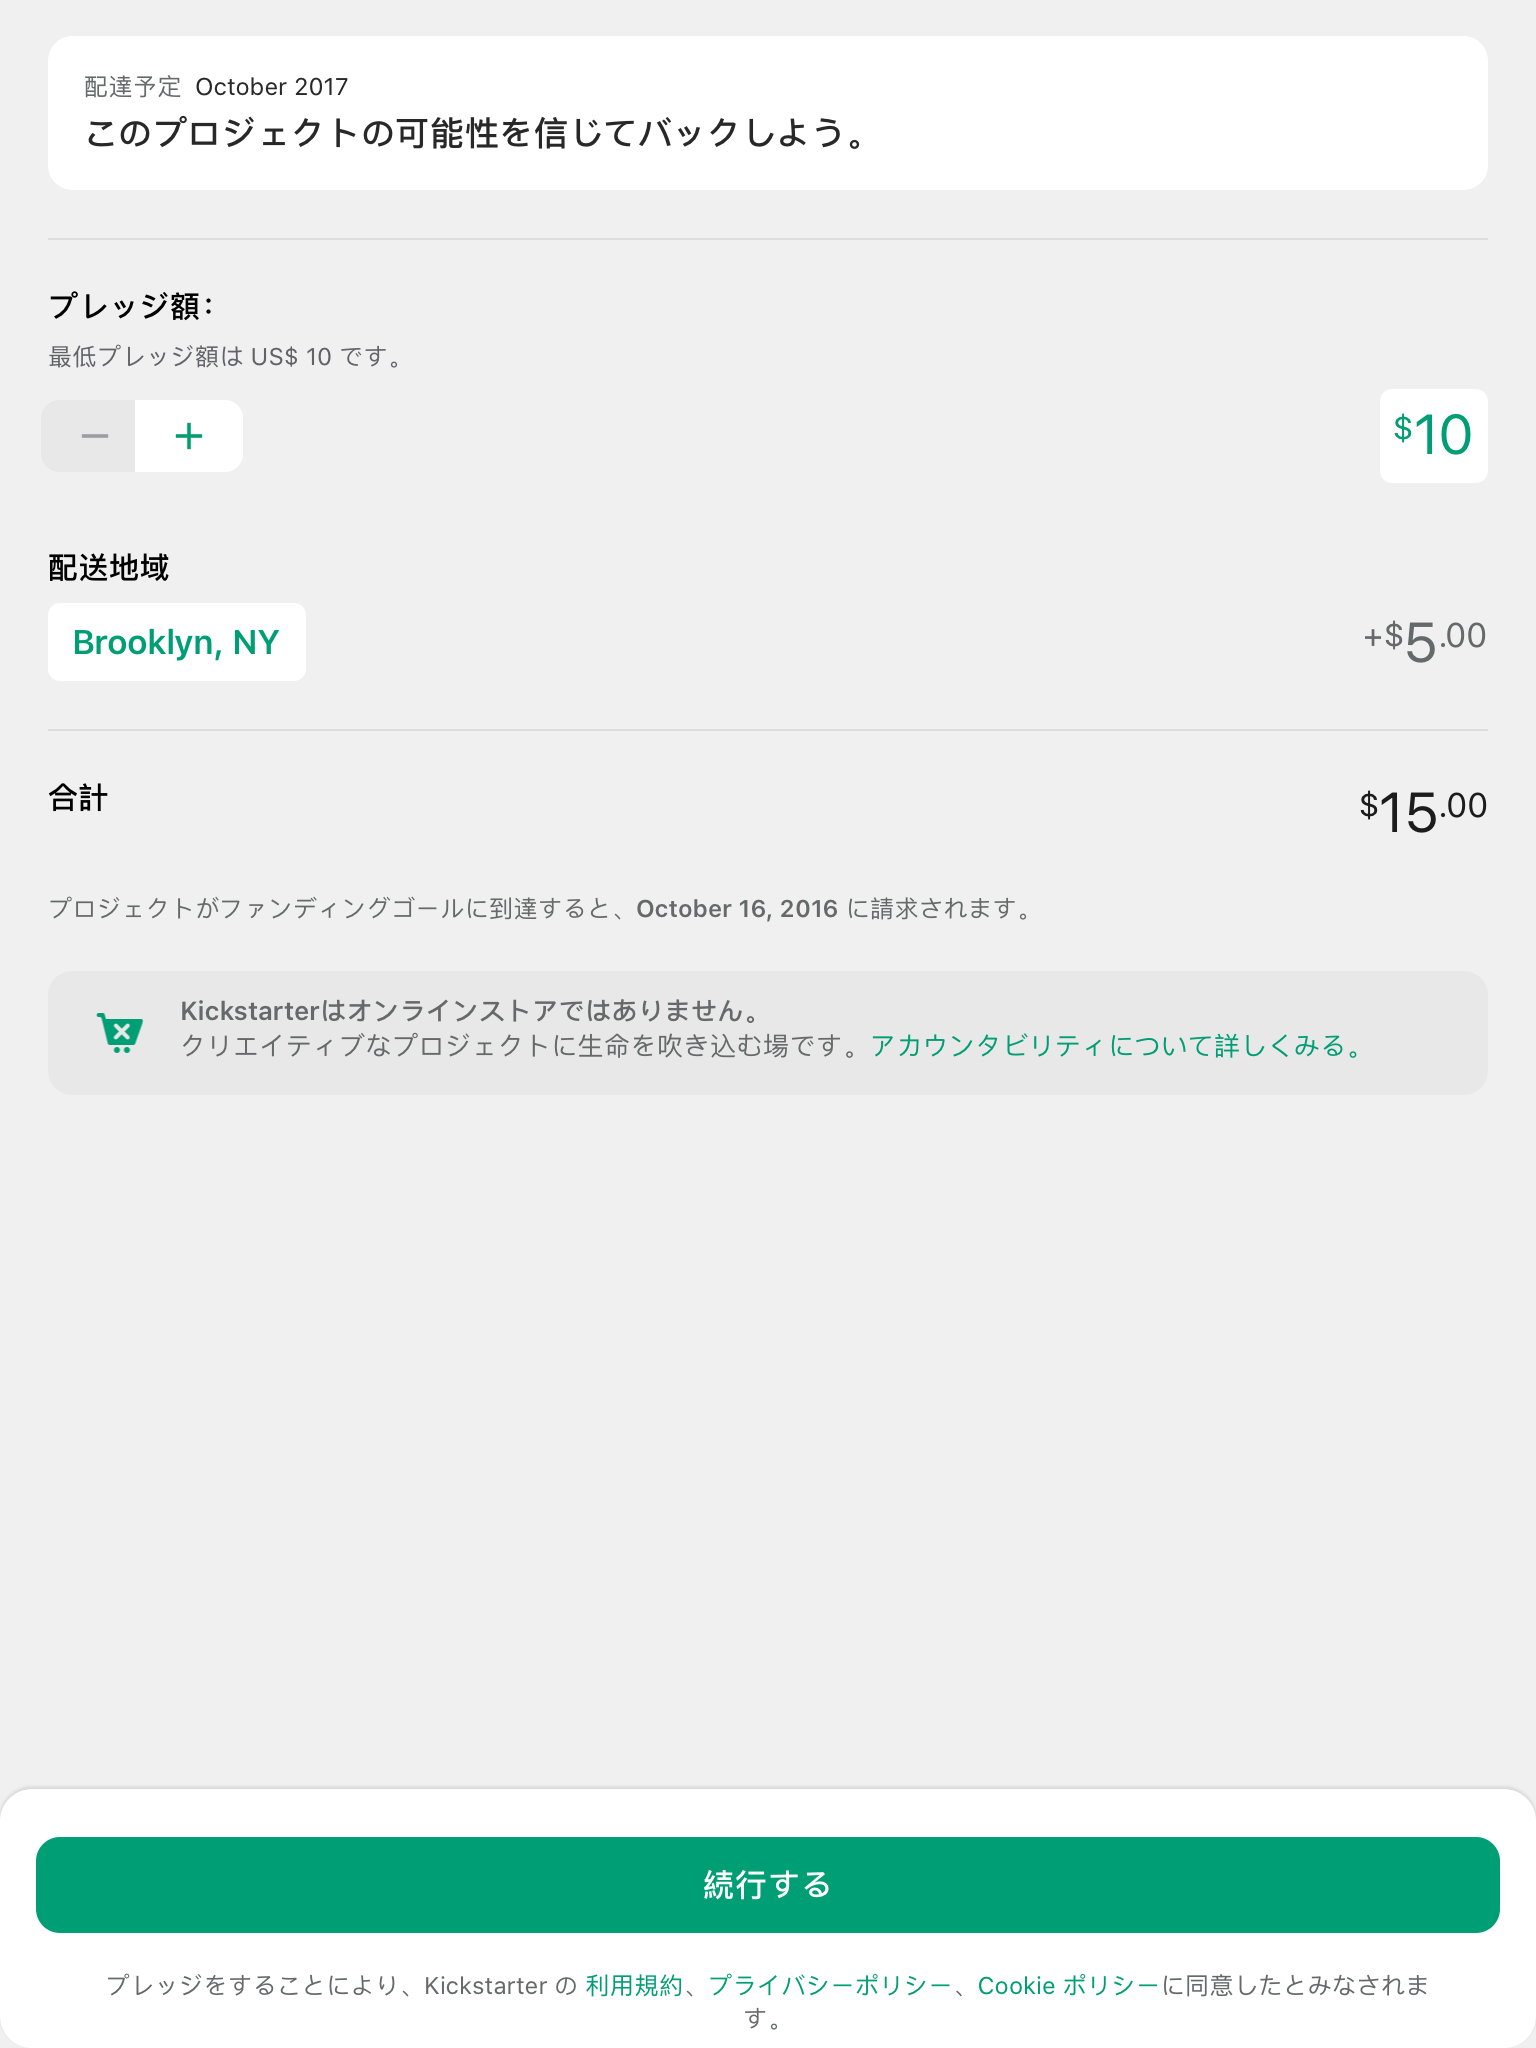 配達予定 October 2017
このプロジェクトの可能性を信じてバックしよう。
プレッジ額：
最低プレッジ額は US$ 10 です。
− +
$10
配送地域
Brooklyn, NY
+$5.00
合計
$15.00
プロジェクトがファンディングゴールに到達すると、October 16, 2016 に請求されます。
Kickstarterはオンラインストアではありません。
クリエイティブなプロジェクトに生命を吹き込む場です。アカウンタビリティについて詳しくみる。
続行する
プレッジをすることにより、Kickstarter の 利用規約、プライバシーポリシー、Cookie ポリシーに同意したとみなされま
す。